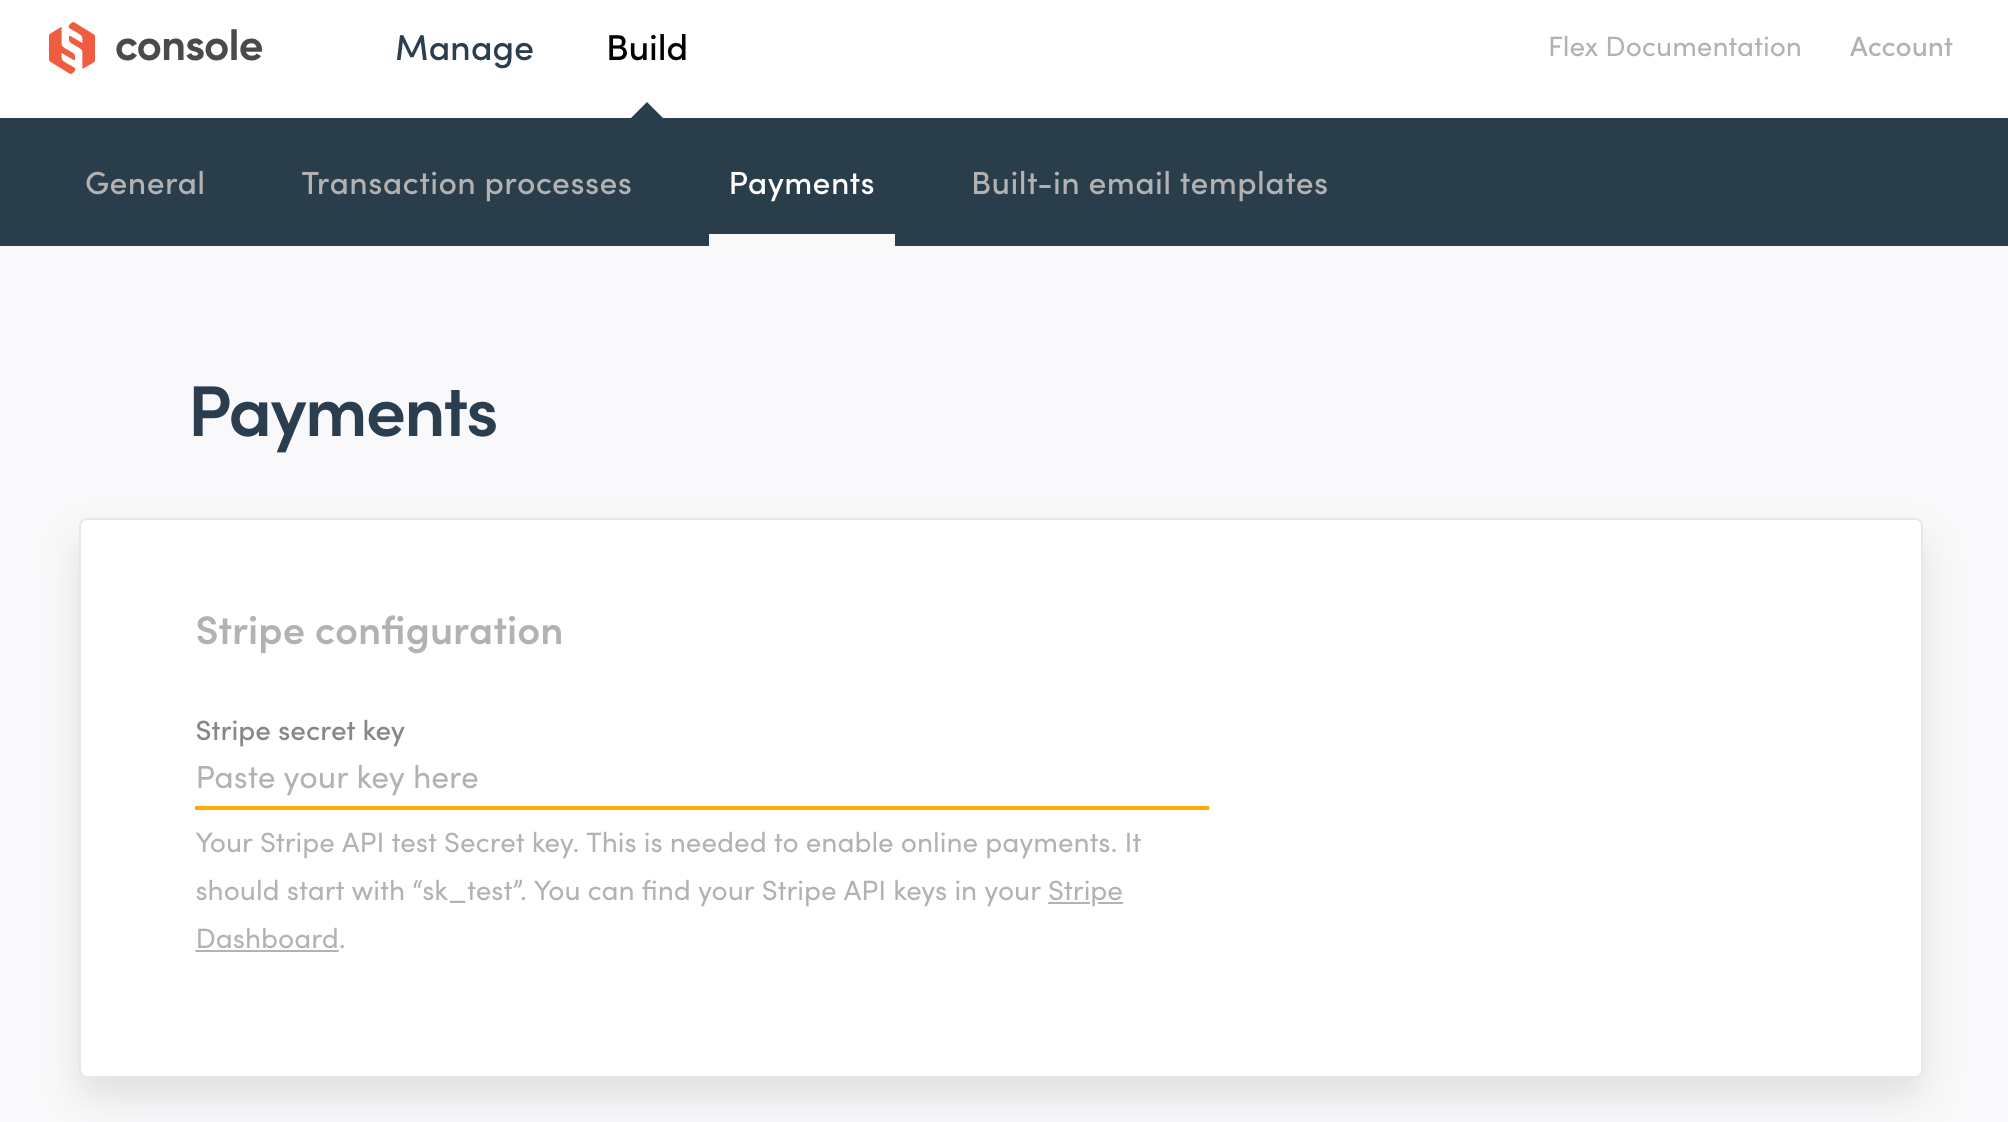 console
Manage
Build
Flex Documentation
Account
General
Transaction processes
Payments
Built-in email templates
Payments
Stripe configuration
Stripe secret key
Paste your key here
Your Stripe API test Secret key. This is needed to enable online payments. It
should start with “sk_test”. You can find your Stripe API keys in your Stripe
Dashboard.